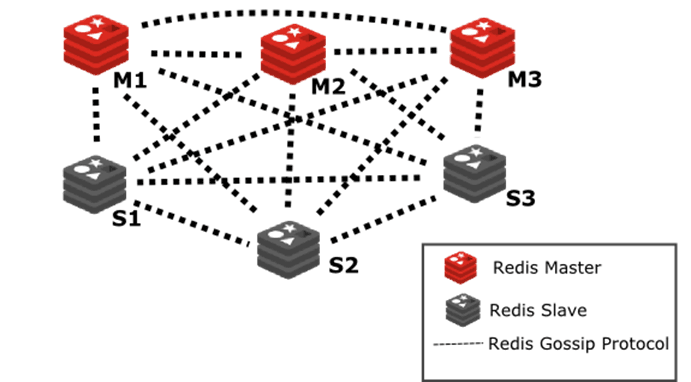 M1
M2
M3
S1
S3
S2
Redis Master
Redis Slave
Redis Gossip Protocol